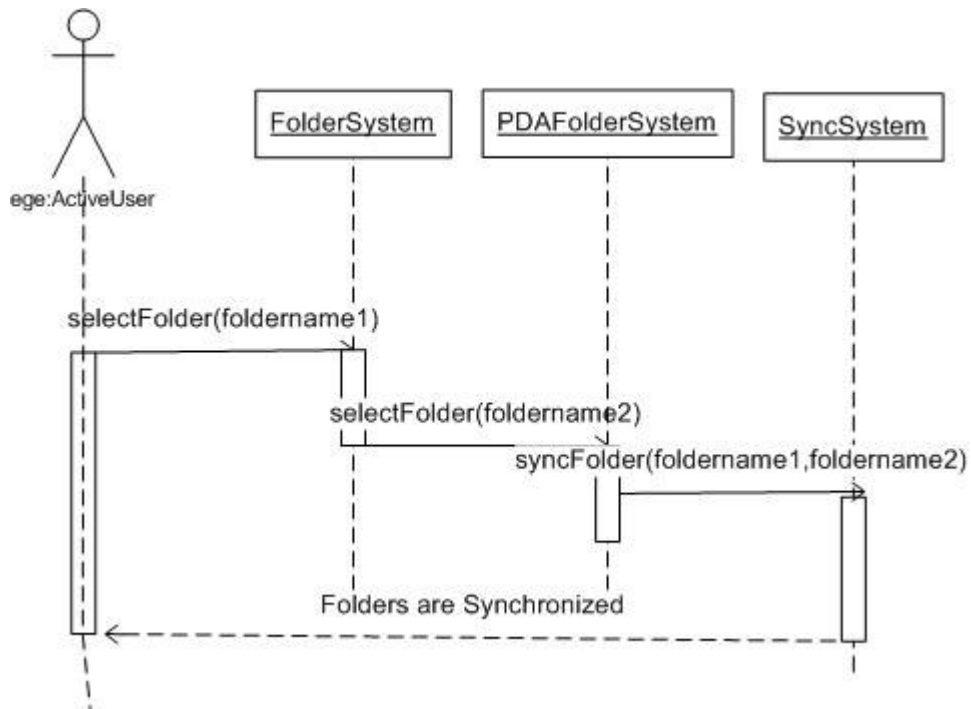 FolderSystem
PDAFolderSystem
SyncSystem
ege:ActiveUser
selectFolder(foldername1)
selectFolder(foldername2)
syncFolder(foldername1,foldername2)
Folders are Synchronized